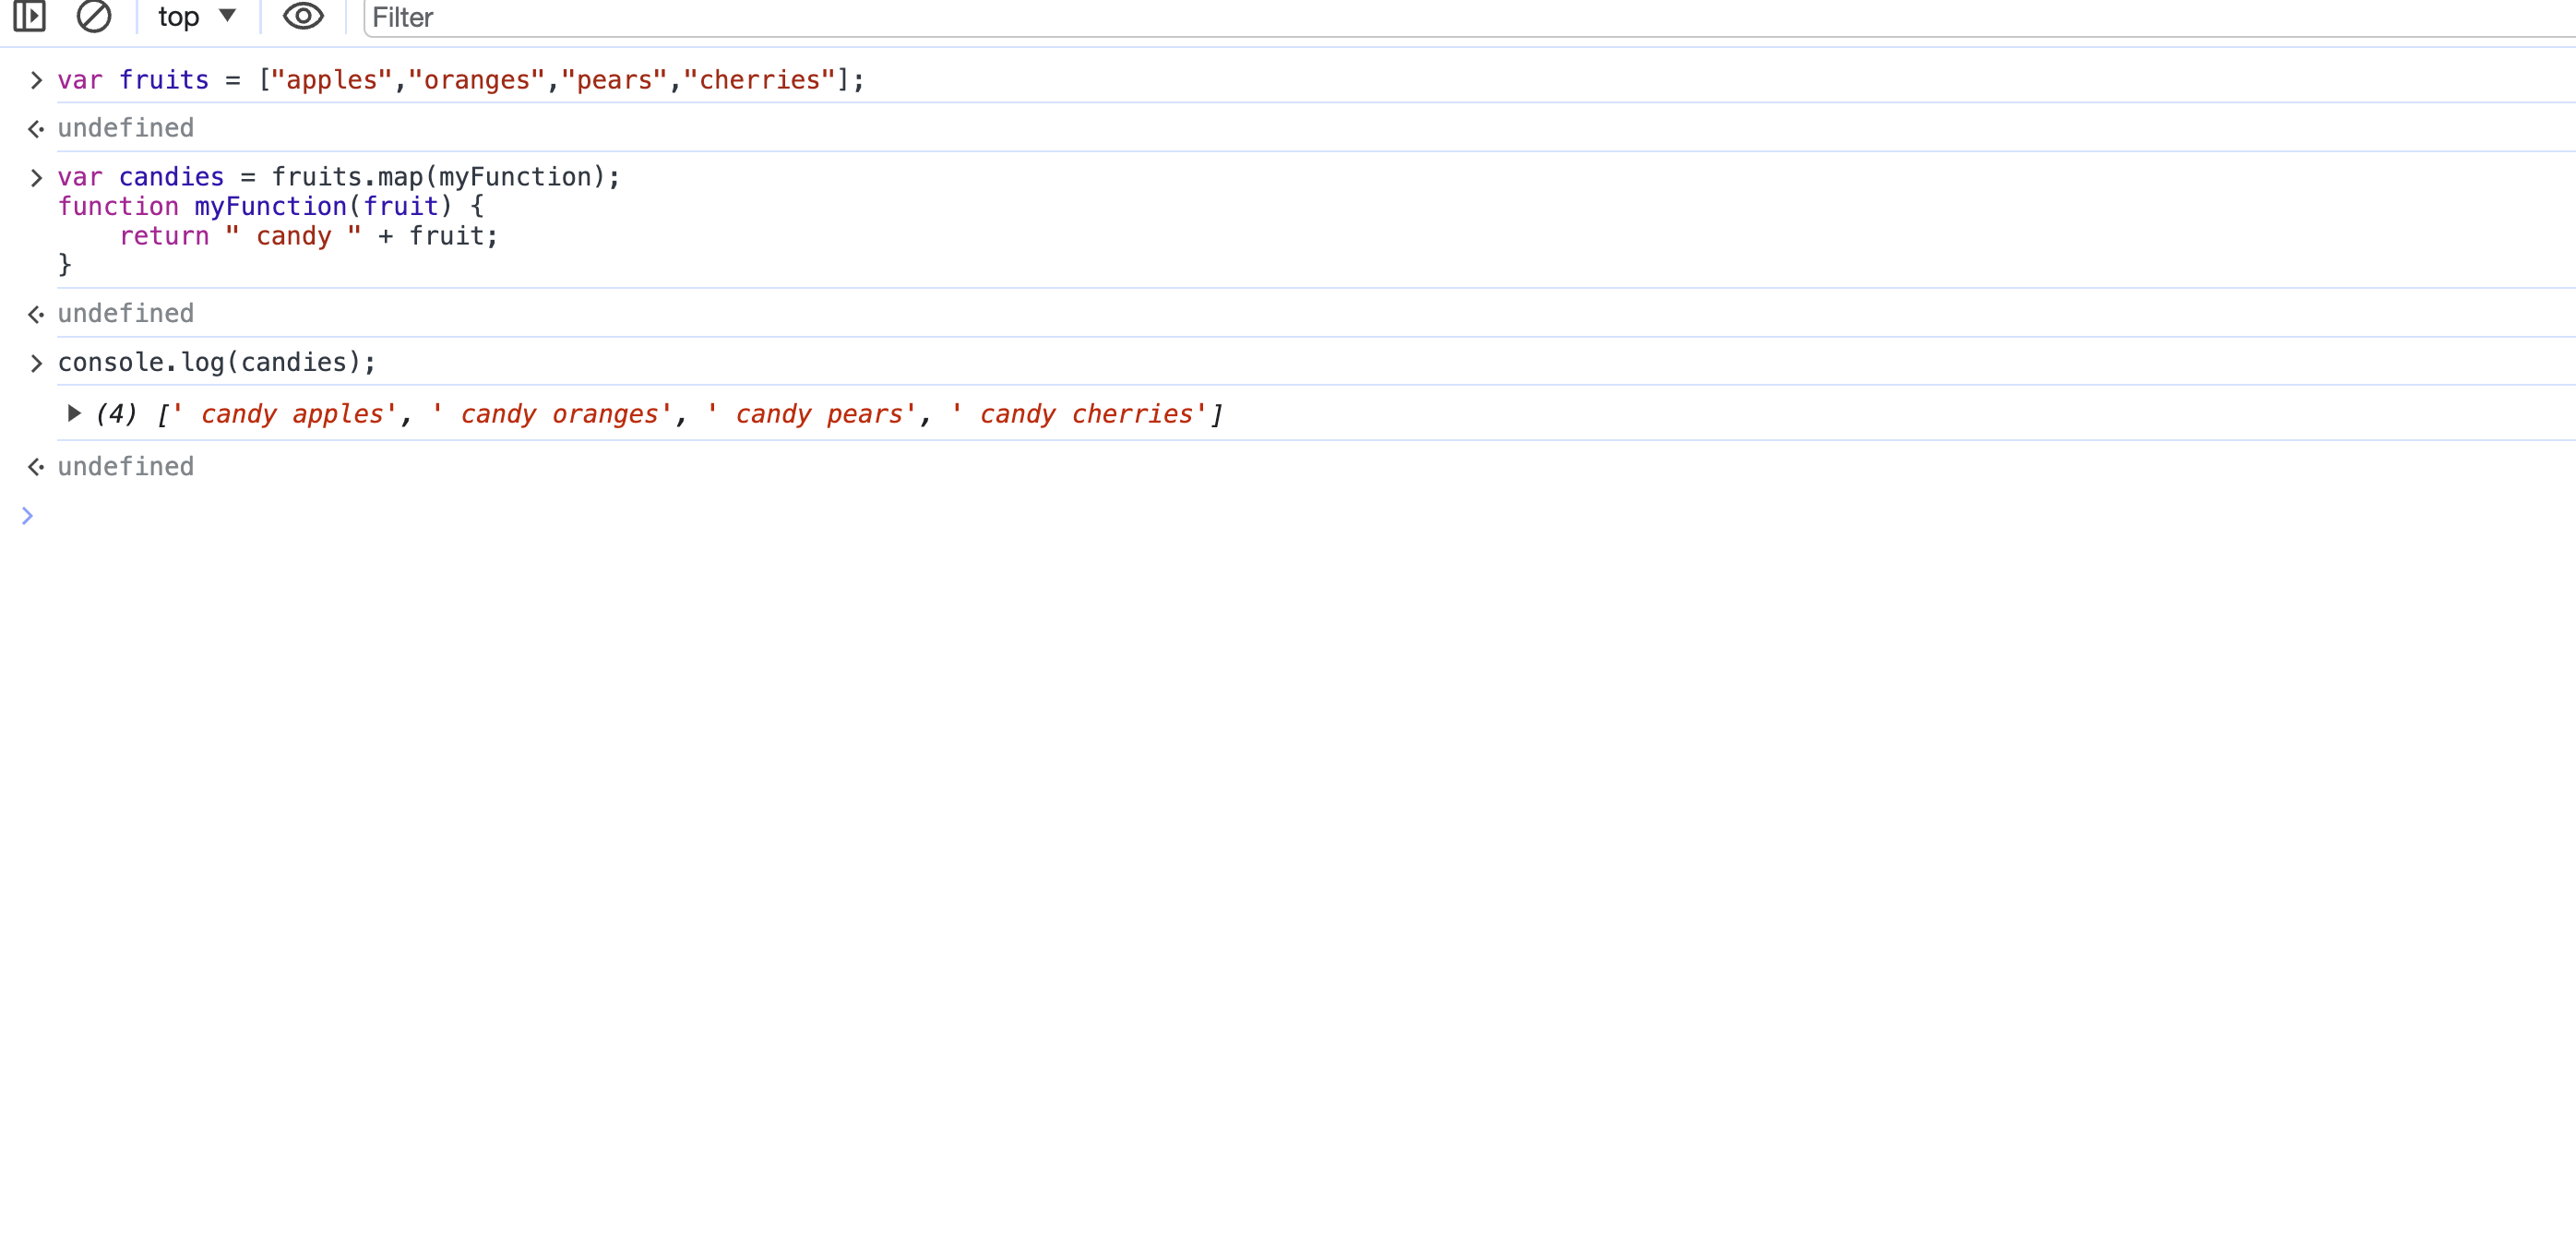 top Filter
var fruits = ["apples","oranges","pears","cherries"];
undefined
var candies = fruits.map(myFunction);
function myFunction(fruit) {
    return " candy " + fruit;
}
undefined
console.log(candies);
(4) [' candy apples', ' candy oranges', ' candy pears', ' candy cherries']
undefined